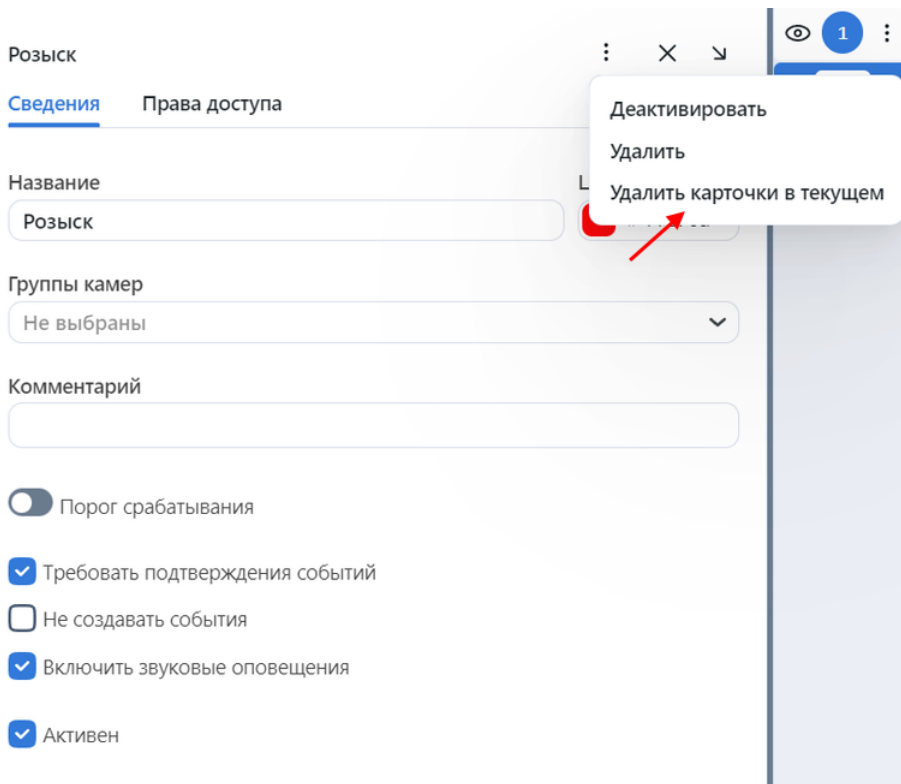 1
Розыск
Сведения Права доступа
Деактивировать
Удалить
Удалить карточки в текущем
Название
Розыск
Группы камер
Не выбраны
Комментарий
Порог срабатывания
Требовать подтверждения событий
Не создавать события
Включить звуковые оповещения
Активен